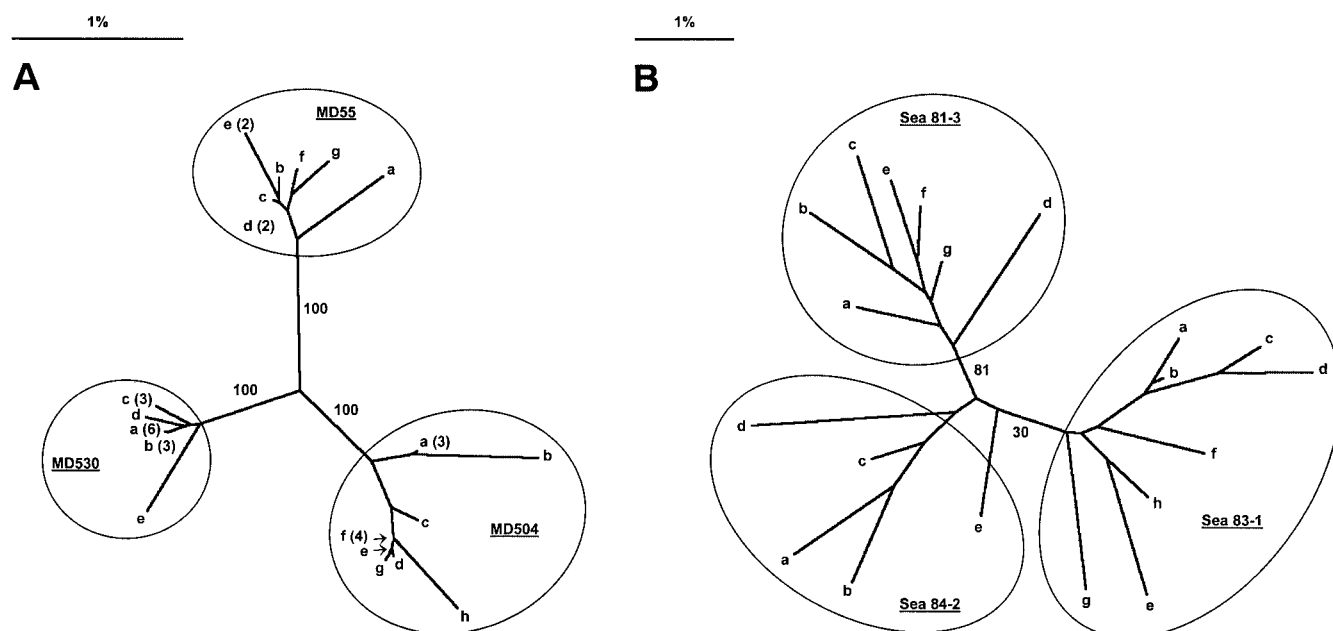 1%
1%
A
B
MD55
e (2)
b
f
g
a
c
d (2)
100
100
100
c (3)
d
a (6)
b (3)
MD530
e
a (3)
b
c
f (4)
e
d
g
MD504
h
Sea 81-3
c
e
f
b
d
g
a
81
30
d
c
a
b
e
Sea 84-2
a
c
b
d
f
h
Sea 83-1
g
e